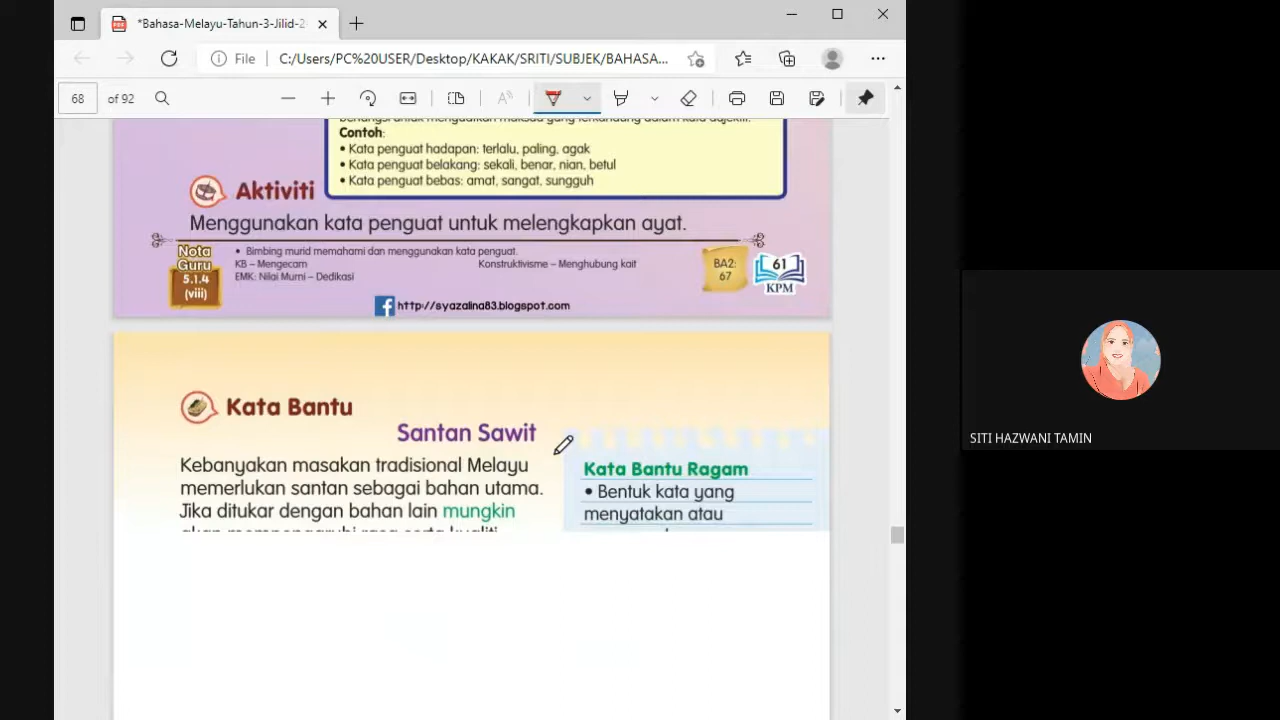 *Bahasa-Melayu-Tahun-3-Jilid-2
File
C:/Users/PC%20USER/Desktop/KAKAK/SRITI/SUBJEK/BAHASA...
68
of 92
Contoh:
• Kata penguat hadapan: terlalu, paling, agak
• Kata penguat belakang: sekali, benar, nian, betul
• Kata penguat bebas: amat, sangat, sungguh
Aktiviti
Menggunakan kata penguat untuk melengkapkan ayat.
Nota
Guru
5.1.4
(viii)
• Bimbing murid memahami dan menggunakan kata penguat.
KB – Mengecam
Konstruktivisme – Menghubung kait
EMK: Nilai Murni – Dedikasi
BA2:
67
61
KPM
http://syazalina83.blogspot.com
Kata Bantu
Santan Sawit
Kebanyakan masakan tradisional Melayu
memerlukan santan sebagai bahan utama.
Jika ditukar dengan bahan lain mungkin
Kata Bantu Ragam
• Bentuk kata yang
menyatakan atau
SITI HAZWANI TAMIN